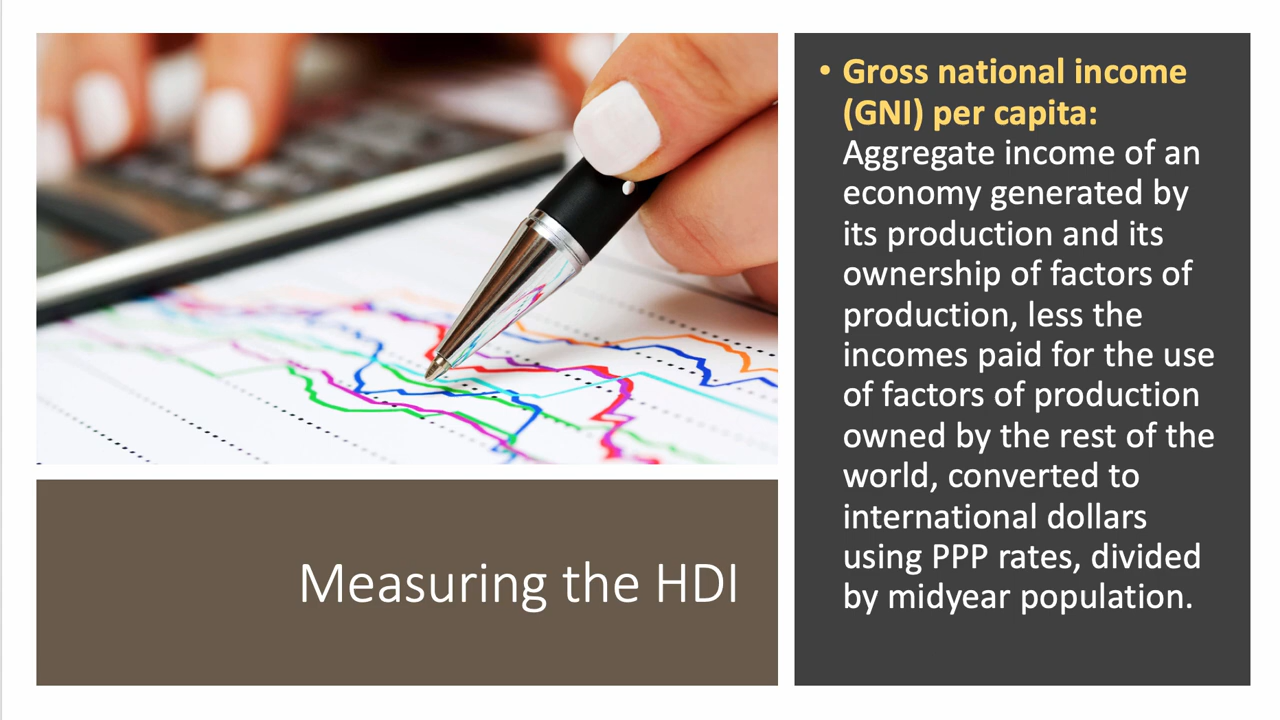 • Gross national income
(GNI) per capita:
Aggregate income of an
economy generated by
its production and its
ownership of factors of
production, less the
incomes paid for the use
of factors of production
owned by the rest of the
world, converted to
international dollars
using PPP rates, divided
by midyear population.
Measuring the HDI